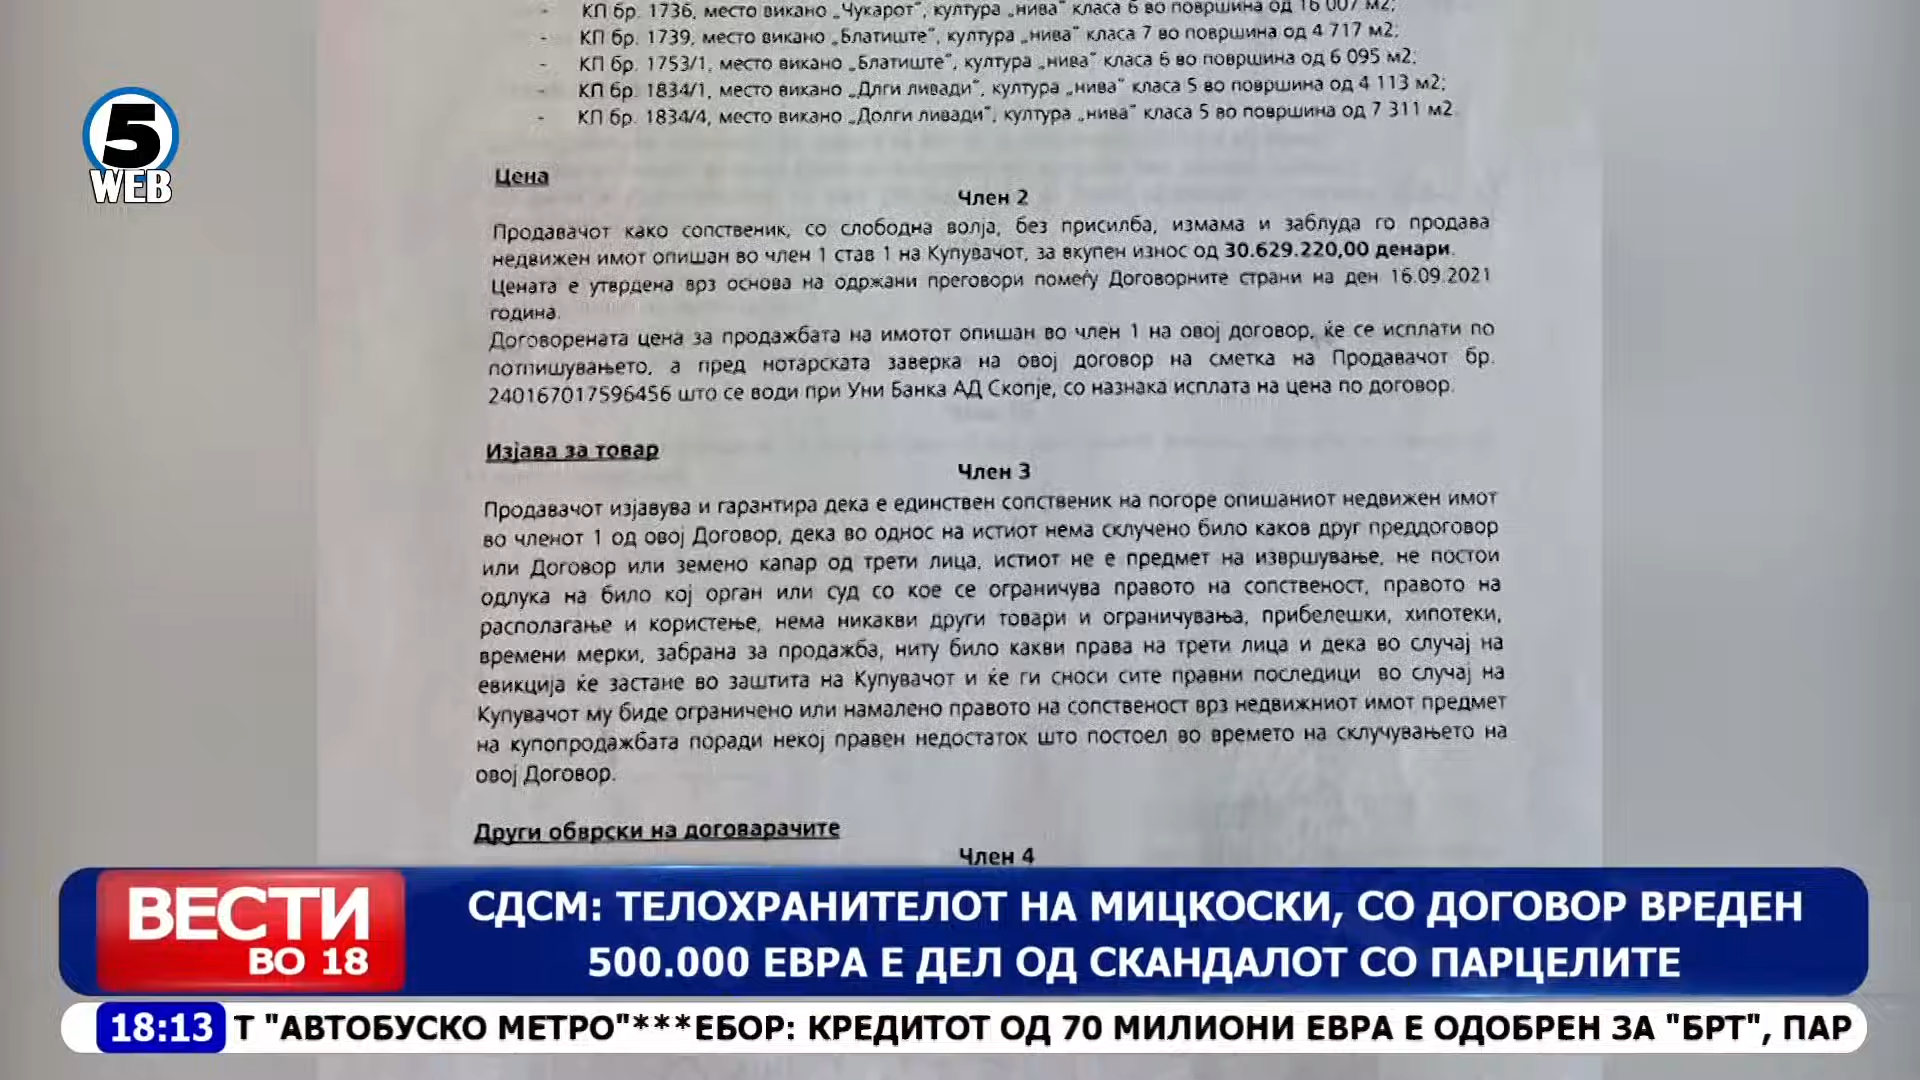 - КП бр. 1736, место викано „Чукарот“, култура „нива“ класа 6 во површина од 16 007 м2;
- КП бр. 1739, место викано „Блатиште“, култура „нива“ класа 7 во површина од 4 717 м2;
- КП бр. 1753/1, место викано „Блатиште“, култура „нива“ класа 6 во површина од 6 095 м2;
- КП бр. 1834/1, место викано „Длги ливади“, култура „нива“ класа 5 во површина од 4 113 м2;
- КП бр. 1834/4, место викано „Долги ливади“, култура „нива“ класа 5 во површина од 7 311 м2.
5
WEB
Цена
Член 2
Продавачот како сопственик, со слободна волја, без присилба, измама и заблуда го продава
недвижен имот опишан во член 1 став 1 на Купувачот, за вкупен износ од 30.629.220,00 денари.
Цената е утврдена врз основа на одржани преговори помеѓу Договорните страни на ден 16.09.2021
година.
Договорената цена за продажбата на имотот опишан во член 1 на овој договор, ќе се исплати по
потпишувањето, а пред нотарската заверка на овој договор на сметка на Продавачот бр.
240167017596456 што се води при Уни Банка АД Скопје, со назнака исплата на цена по договор.
Изјава за товар
Член 3
Продавачот изјавува и гарантира дека е единствен сопственик на погоре опишаниот недвижен имот
во членот 1 од овој Договор, дека во однос на истиот нема склучено било каков друг преддоговор
или Договор или земено капар од трети лица, истиот не е предмет на извршување, не постои
одлука на било кој орган или суд со кое се ограничува правото на сопственост, правото на
располагање и користење, нема никакви други товари и ограничувања, прибелешки, хипотеки,
времени мерки, забрана за продажба, ниту било какви права на трети лица и дека во случај на
евикција ќе застане во заштита на Купувачот и ќе ги сноси сите правни последици во случај на
Купувачот му биде ограничено или намалено правото на сопственост врз недвижниот имот предмет
на купопродажбата поради некој правен недостаток што постоел во времето на склучувањето на
овој Договор.
Други обврски на договарачите
Член 4
ВЕСТИ
ВО 18
СДСМ: ТЕЛОХРАНИТЕЛОТ НА МИЦКОСКИ, СО ДОГОВОР ВРЕДЕН
500.000 ЕВРА Е ДЕЛ ОД СКАНДАЛОТ СО ПАРЦЕЛИТЕ
18:13 Т "АВТОБУСКО МЕТРО"***ЕБОР: КРЕДИТОТ ОД 70 МИЛИОНИ ЕВРА Е ОДОБРЕН ЗА "БРТ", ПАР